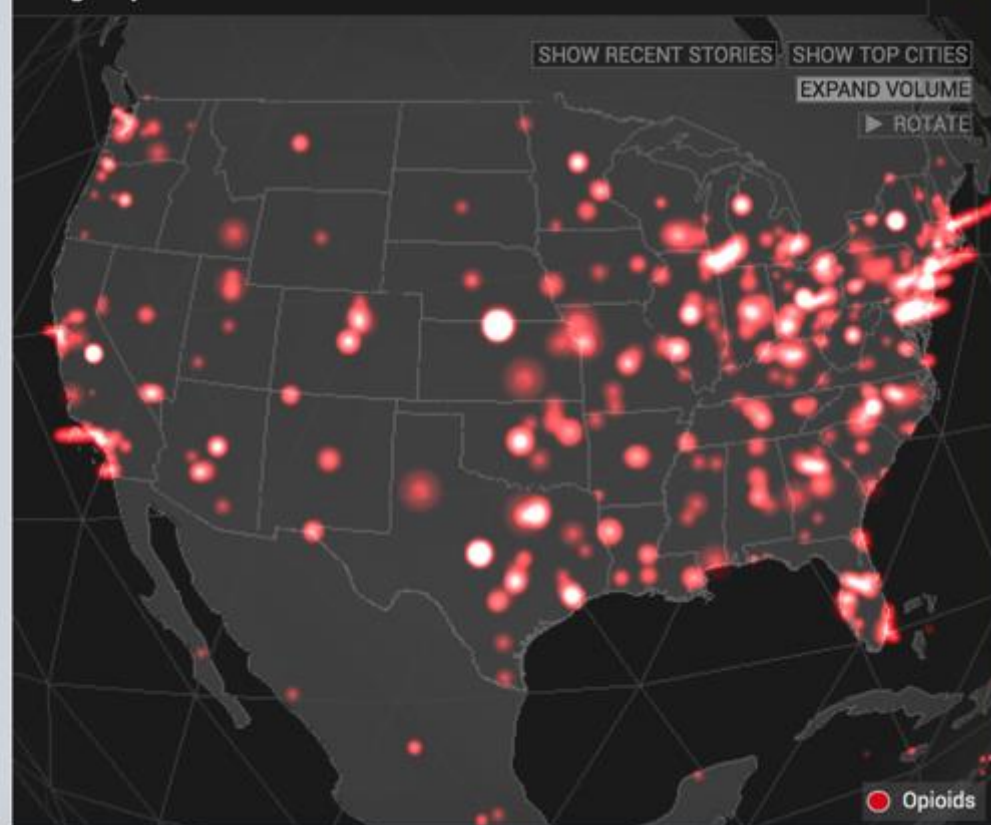 SHOW RECENT STORIES SHOW TOP CITIES
EXPAND VOLUME
▶ ROTATE
Opioids